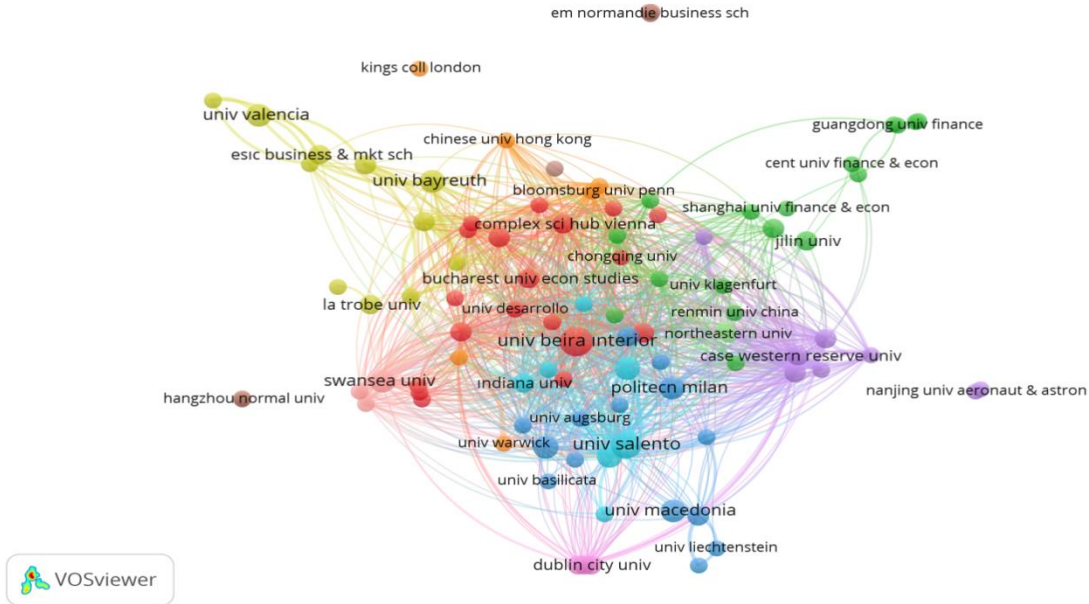 em normandie business sch
kings coll london
univ valencia
guangdong univ finance
chinese univ hong kong
esic business & mkt sch
cent univ finance & econ
univ bayreuth
bloomsburg univ penn
shanghai univ finance & econ
complex sci hub vienna
jilin univ
chongqing univ
bucharest univ econ studies
univ klagenfurt
la trobe univ
univ desarrollo
renmin univ china
northeastern univ
univ beira interior
case western reserve univ
swansea univ
indiana univ
politecn milan
nanjing univ aeronaut & astron
hangzhou normal univ
univ augsburg
univ warwick
univ salento
univ basilicata
univ macedonia
univ liechtenstein
dublin city univ
VOSviewer